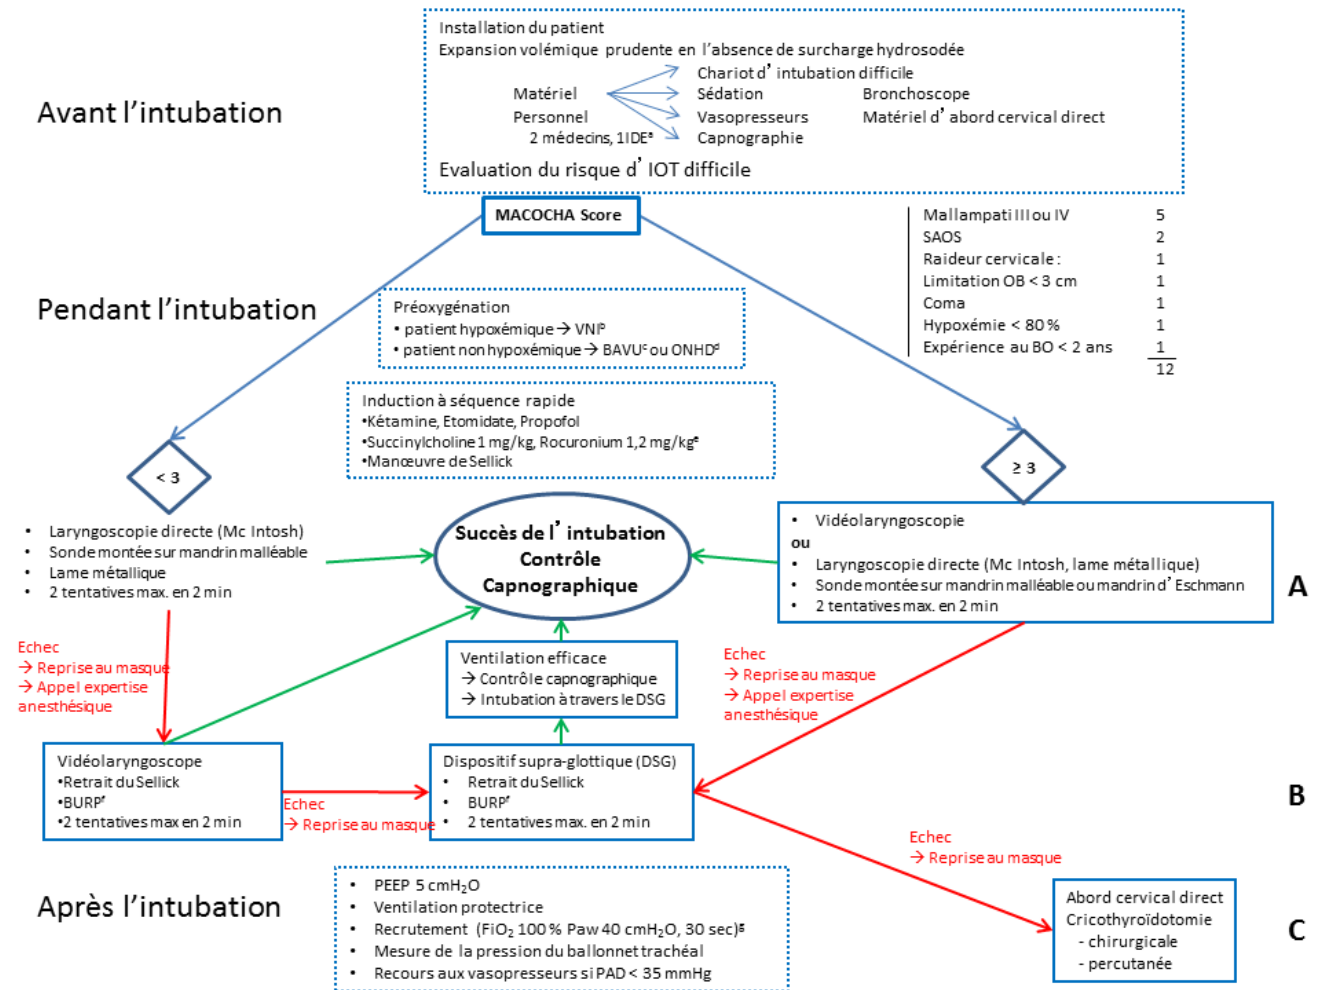 Installation du patient
Expansion volémique prudente en l’absence de surcharge hydrosodée
Chariot d’ intubation difficile
Matériel Sédation Bronchoscope
Personnel Vasopresseurs Matériel d’ abord cervical direct
2 médecins, 1IDEᵃ Capnographie
Evaluation du risque d’ IOT difficile
Avant l’intubation
MACOCHA Score
Mallampati III ou IV 5
SAOS 2
Raideur cervicale : 1
Limitation OB < 3 cm 1
Coma 1
Hypoxémie < 80 % 1
Expérience au BO < 2 ans 1
12
Pendant l’intubation
Préoxygénation
• patient hypoxémique → VNIᵇ
• patient non hypoxémique → BAVUᶜ ou ONHDᵈ
Induction à séquence rapide
•Kétamine, Etomidate, Propofol
•Succinylcholine 1 mg/kg, Rocuronium 1,2 mg/kgᵉ
•Manœuvre de Sellick
< 3
≥ 3
• Laryngoscopie directe (Mc Intosh)
• Sonde montée sur mandrin malléable
• Lame métallique
• 2 tentatives max. en 2 min
Succès de l’ intubation
Contrôle
Capnographique
• Vidéolaryngoscopie
ou
• Laryngoscopie directe (Mc Intosh, lame métallique)
• Sonde montée sur mandrin malléable ou mandrin d’ Eschmann
• 2 tentatives max. en 2 min
A
Echec
→ Reprise au masque
→ Appel expertise
anesthésique
Ventilation efficace
→ Contrôle capnographique
→ Intubation à travers le DSG
Echec
→ Reprise au masque
→ Appel expertise
anesthésique
Vidéolaryngoscope
•Retrait du Sellick
•BURPᶠ
•2 tentatives max en 2 min
Echec
→ Reprise au masque
Dispositif supra-glottique (DSG)
• Retrait du Sellick
• BURPᶠ
• 2 tentatives max. en 2 min
B
Echec
→ Reprise au masque
Après l’intubation
• PEEP 5 cmH₂O
• Ventilation protectrice
• Recrutement (FiO₂ 100 % Paw 40 cmH₂O, 30 sec)ᵍ
• Mesure de la pression du ballonnet trachéal
• Recours aux vasopresseurs si PAD < 35 mmHg
Abord cervical direct
Cricothyroïdotomie
- chirurgicale
- percutanée
C